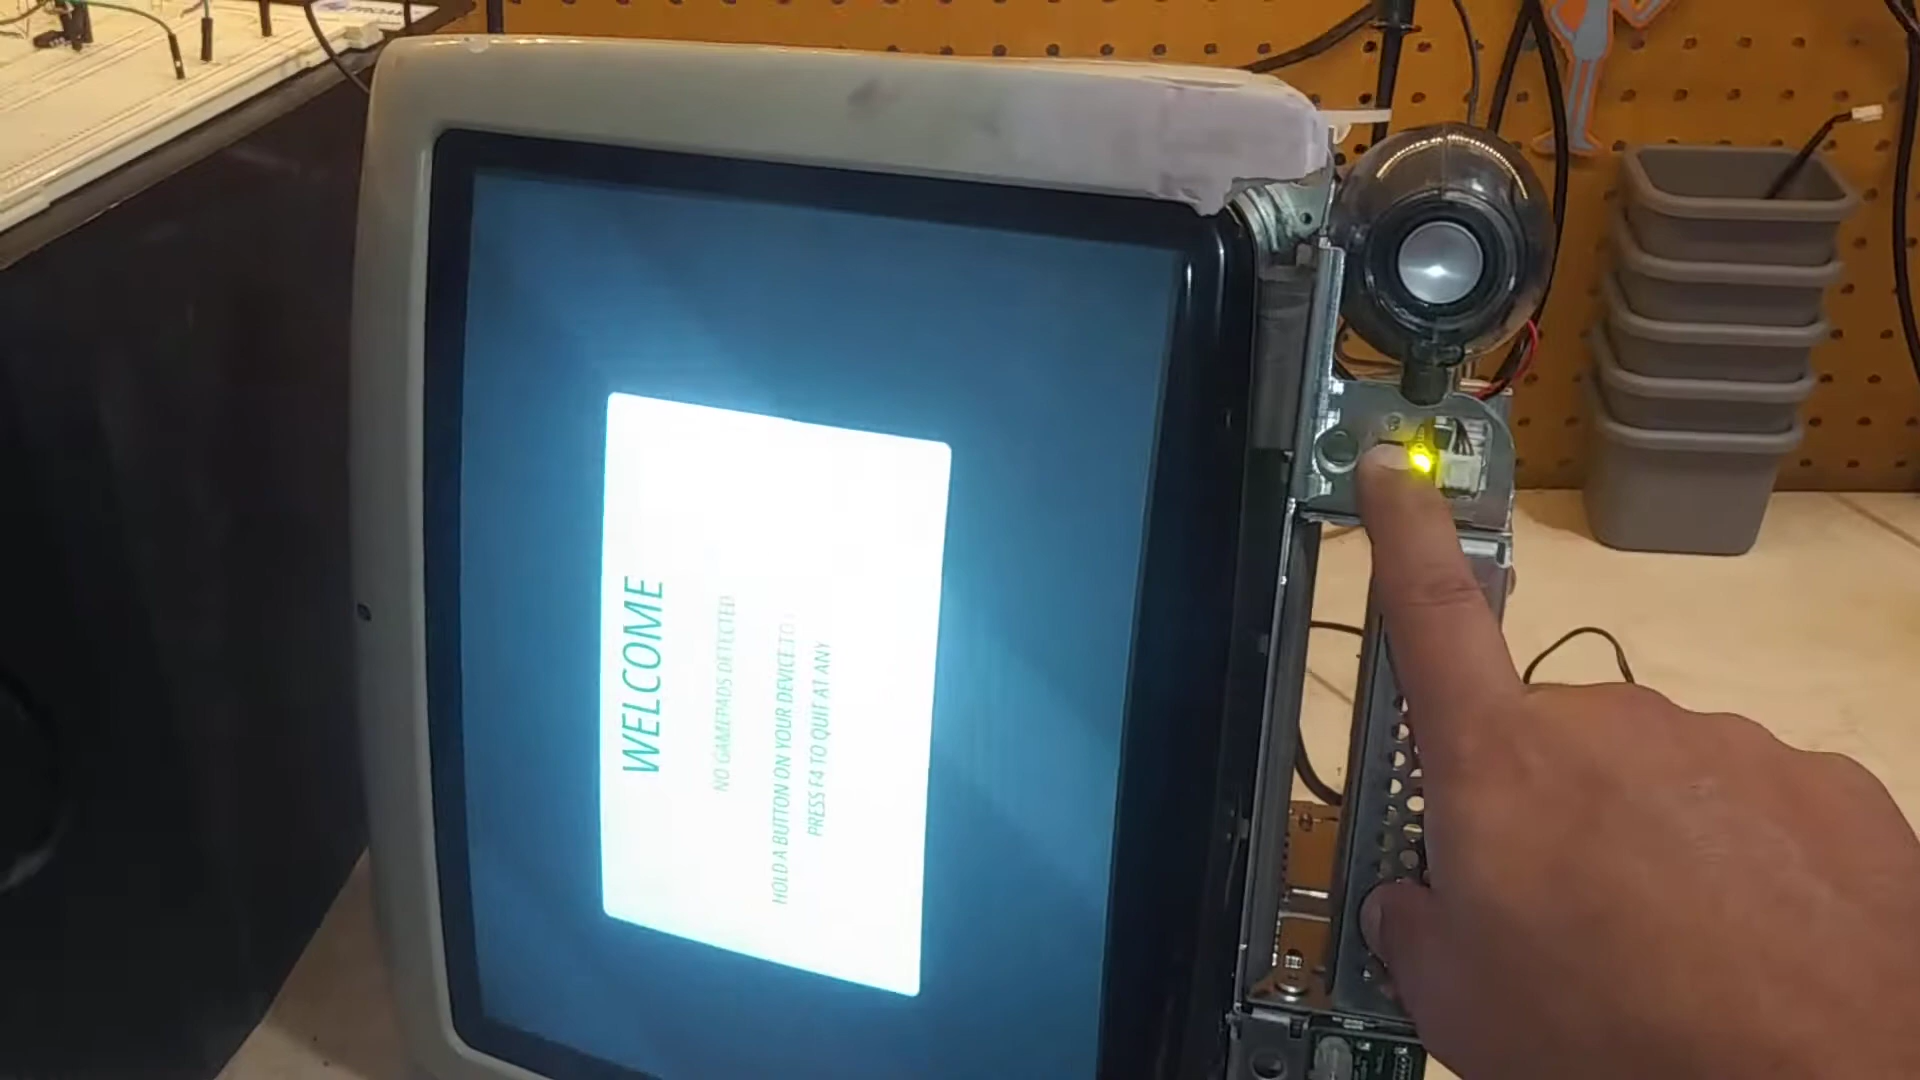 WELCOME
NO GAMEPADS DETECTED
HOLD A BUTTON ON YOUR DEVICE TO
PRESS F4 TO QUIT AT ANY